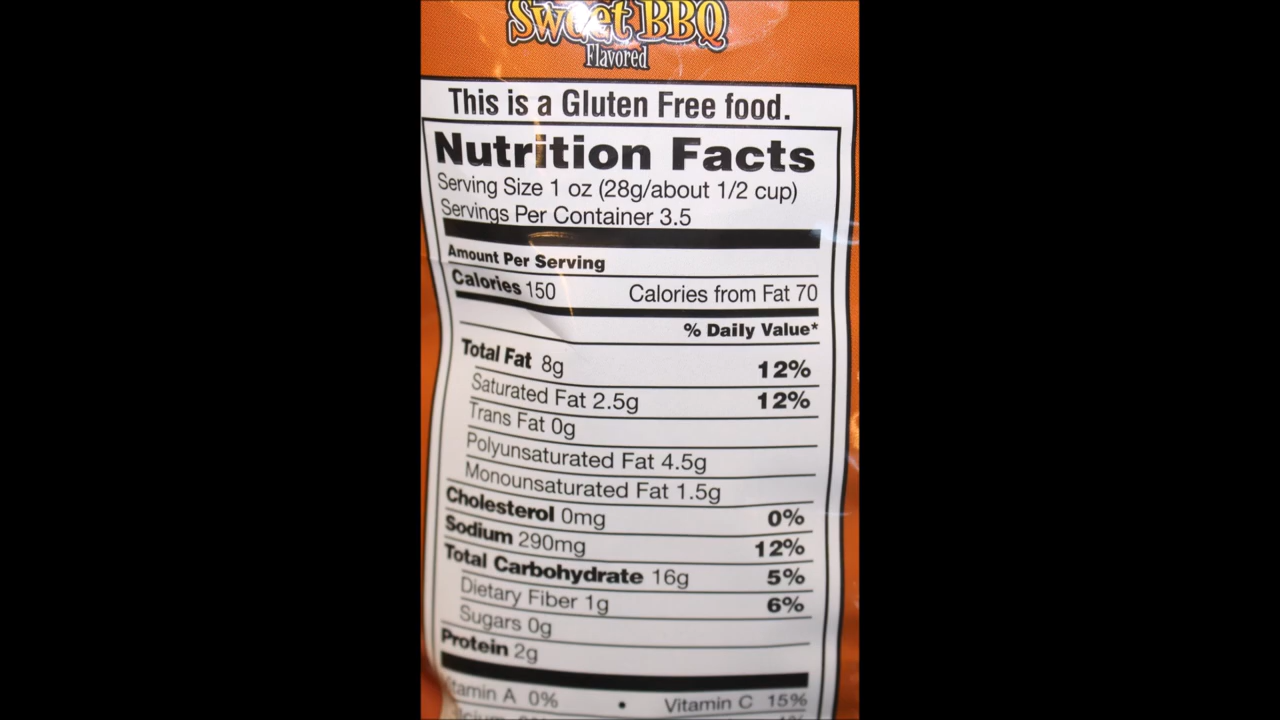 Sweet BBQ
Flavored
This is a Gluten Free food.
Nutrition Facts
Serving Size 1 oz (28g/about 1/2 cup)
Servings Per Container 3.5
Amount Per Serving
Calories 150 Calories from Fat 70
% Daily Value*
Total Fat 8g 12%
Saturated Fat 2.5g 12%
Trans Fat 0g
Polyunsaturated Fat 4.5g
Monounsaturated Fat 1.5g
Cholesterol 0mg 0%
Sodium 290mg 12%
Total Carbohydrate 16g 5%
Dietary Fiber 1g 6%
Sugars 0g
Protein 2g
Vitamin A 0% • Vitamin C 15%